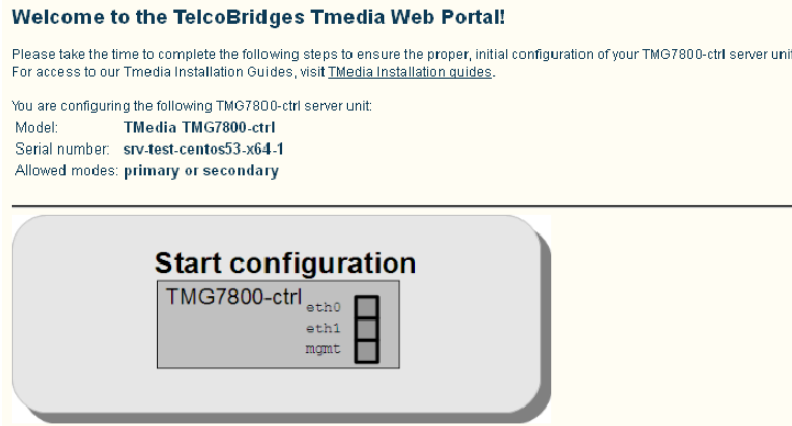 Welcome to the TelcoBridges Tmedia Web Portal!
Please take the time to complete the following steps to ensure the proper, initial configuration of your TMG7800-ctrl server unit
For access to our Tmedia Installation Guides, visit TMedia Installation guides.
You are configuring the following TMG7800-ctrl server unit:
Model: TMedia TMG7800-ctrl
Serial number: srv-test-centos53-x64-1
Allowed modes: primary or secondary
Start configuration
TMG7800-ctrl
eth0
eth1
mgmt